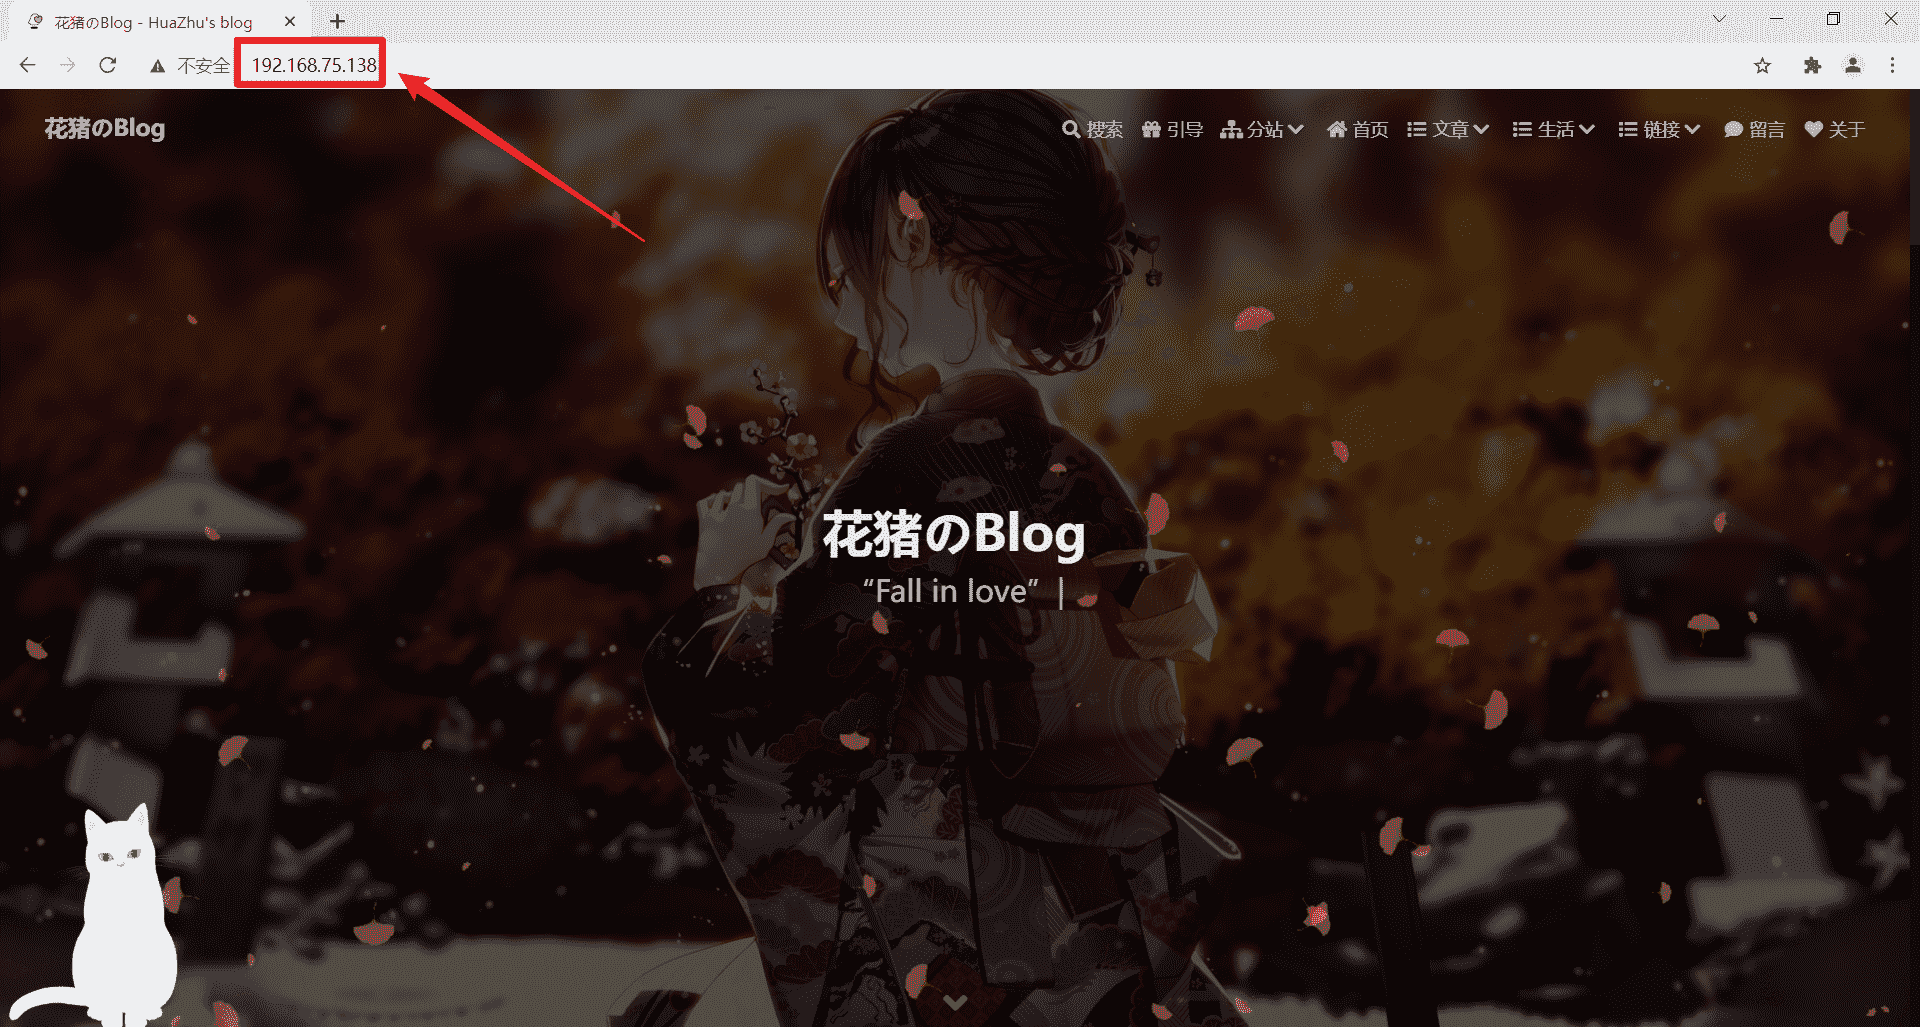 花猪のBlog - HuaZhu's blog
不安全
192.168.75.138
花猪のBlog
搜索 引导 分站 首页 文章 生活 链接 留言 关于
花猪のBlog
“Fall in love” |